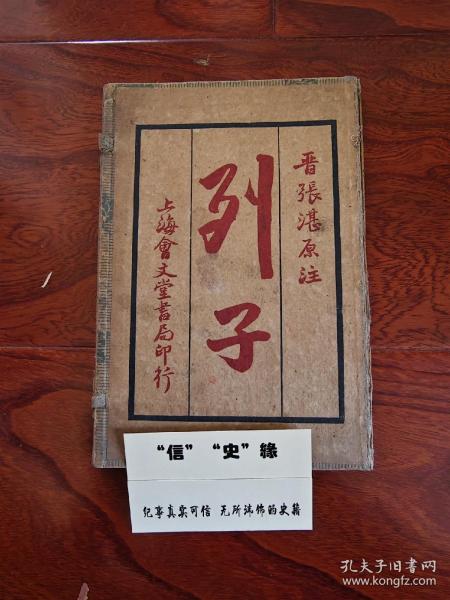 晋張湛原注
列子
上海會文堂書局印行
“信” “史”緣
纪事真实可信 无所讳饰的史籍
孔夫子旧书网
www.kongfz.com